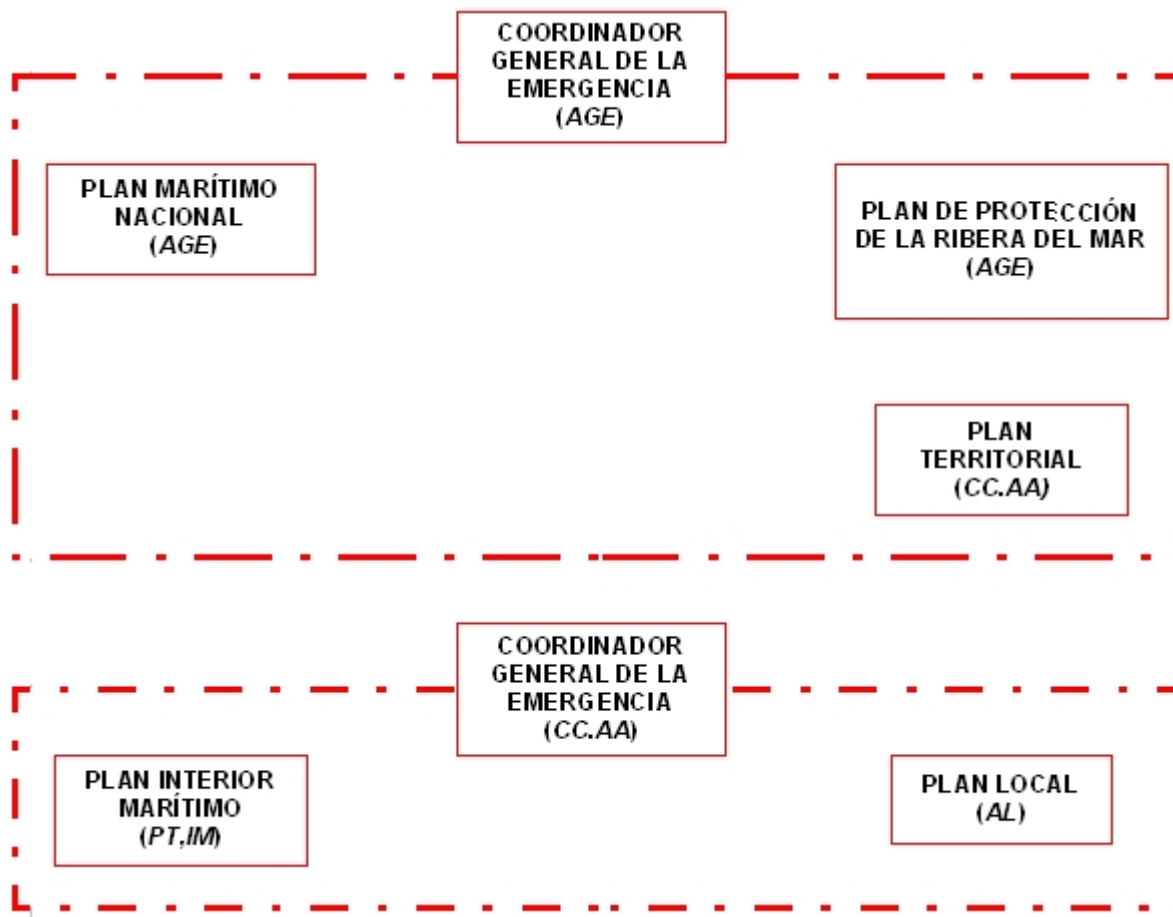 COORDINADOR
GENERAL DE LA
EMERGENCIA
(AGE)
PLAN MARÍTIMO
NACIONAL
(AGE)
PLAN DE PROTECCIÓN
DE LA RIBERA DEL MAR
(AGE)
PLAN
TERRITORIAL
(CC.AA)
COORDINADOR
GENERAL DE LA
EMERGENCIA
(CC.AA)
PLAN INTERIOR
MARÍTIMO
(PT,IM)
PLAN LOCAL
(AL)